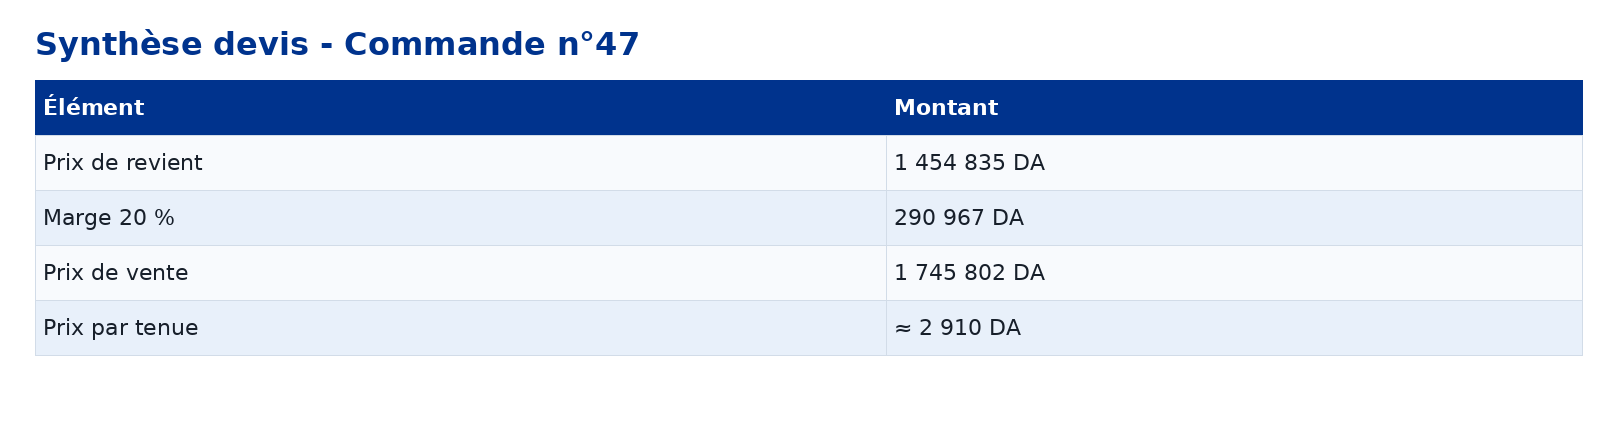 Synthèse devis - Commande n°47
Élément Montant
Prix de revient 1 454 835 DA
Marge 20 % 290 967 DA
Prix de vente 1 745 802 DA
Prix par tenue ≈ 2 910 DA